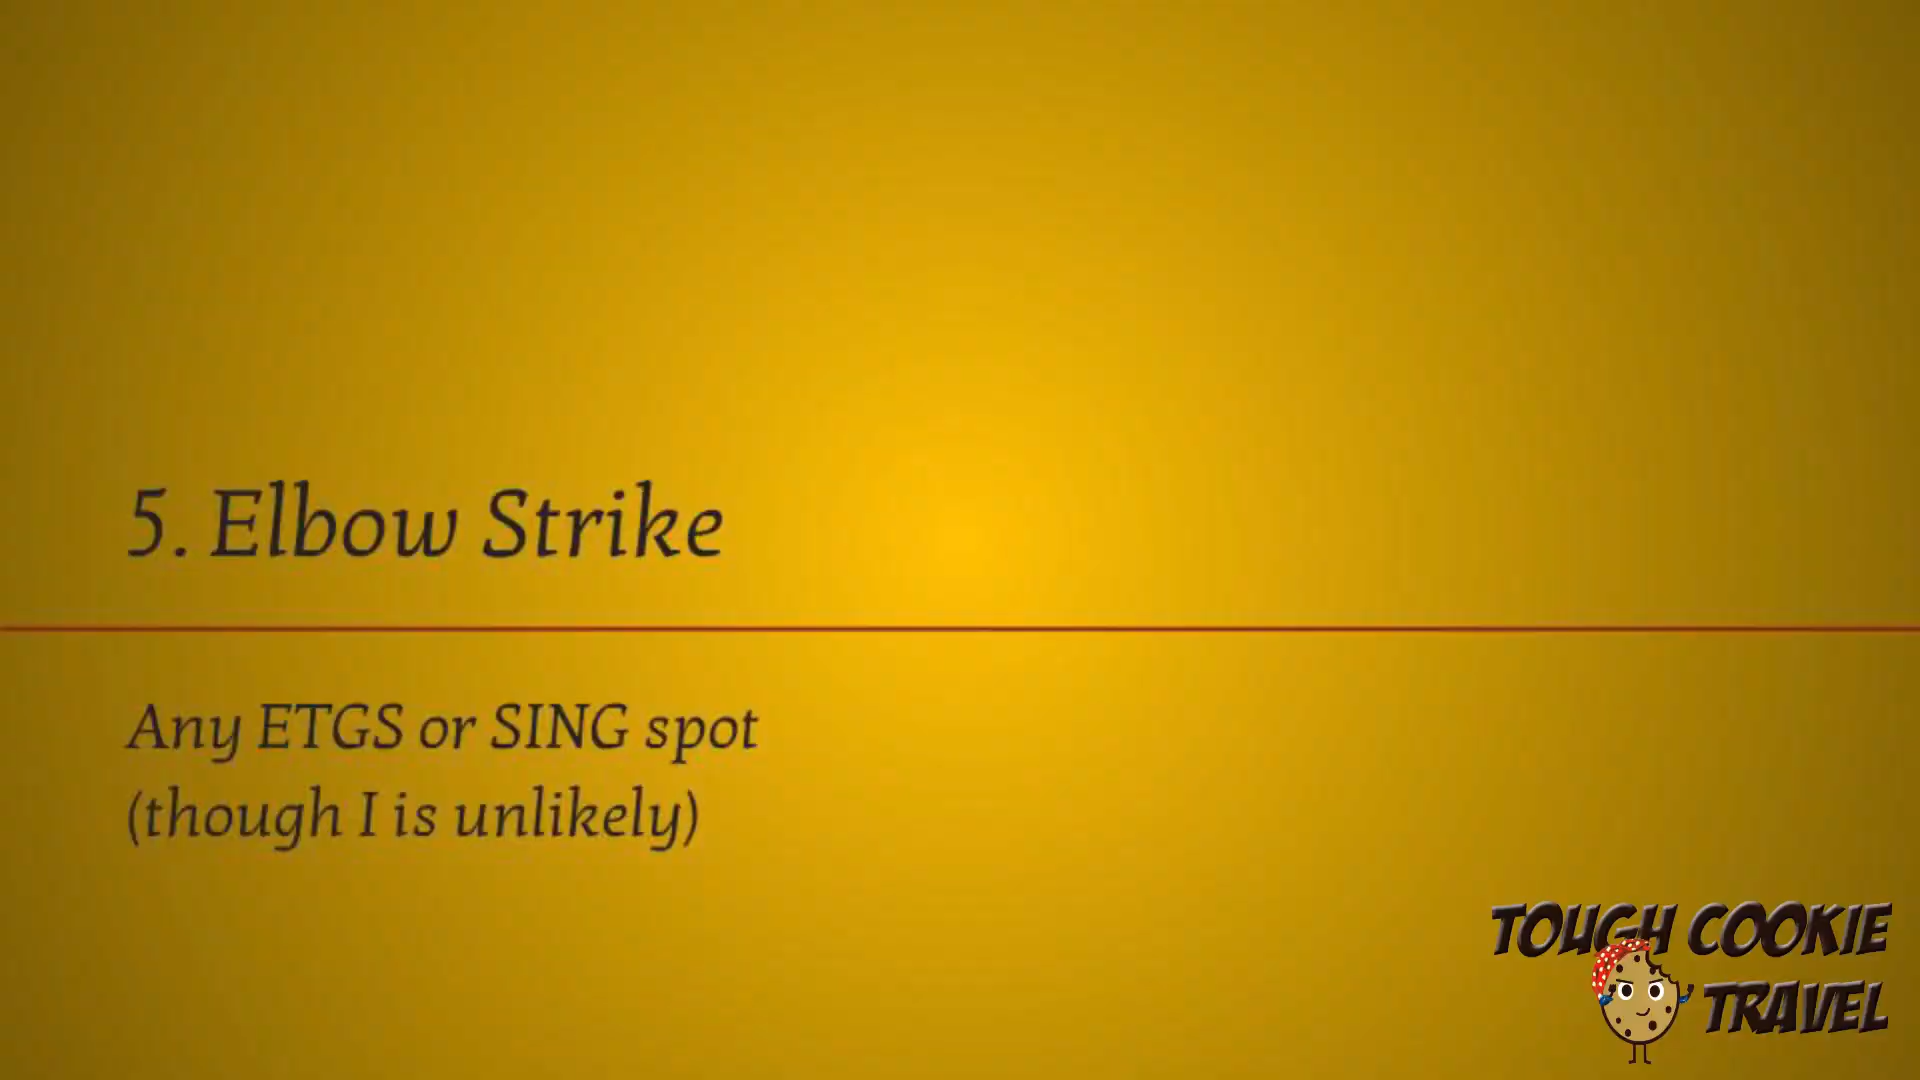 5. Elbow Strike
Any ETGS or SING spot
(though I is unlikely)
TOUGH COOKIE
TRAVEL